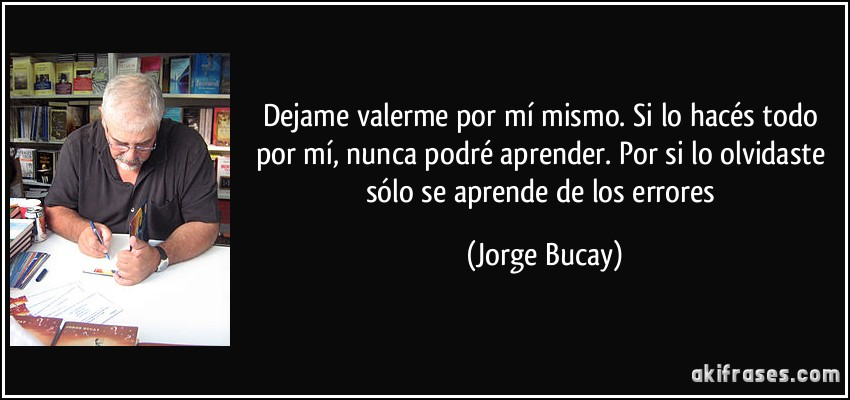 Dejame valerme por mí mismo. Si lo hacés todo
por mí, nunca podré aprender. Por si lo olvidaste
sólo se aprende de los errores
(Jorge Bucay)
akifrases.com